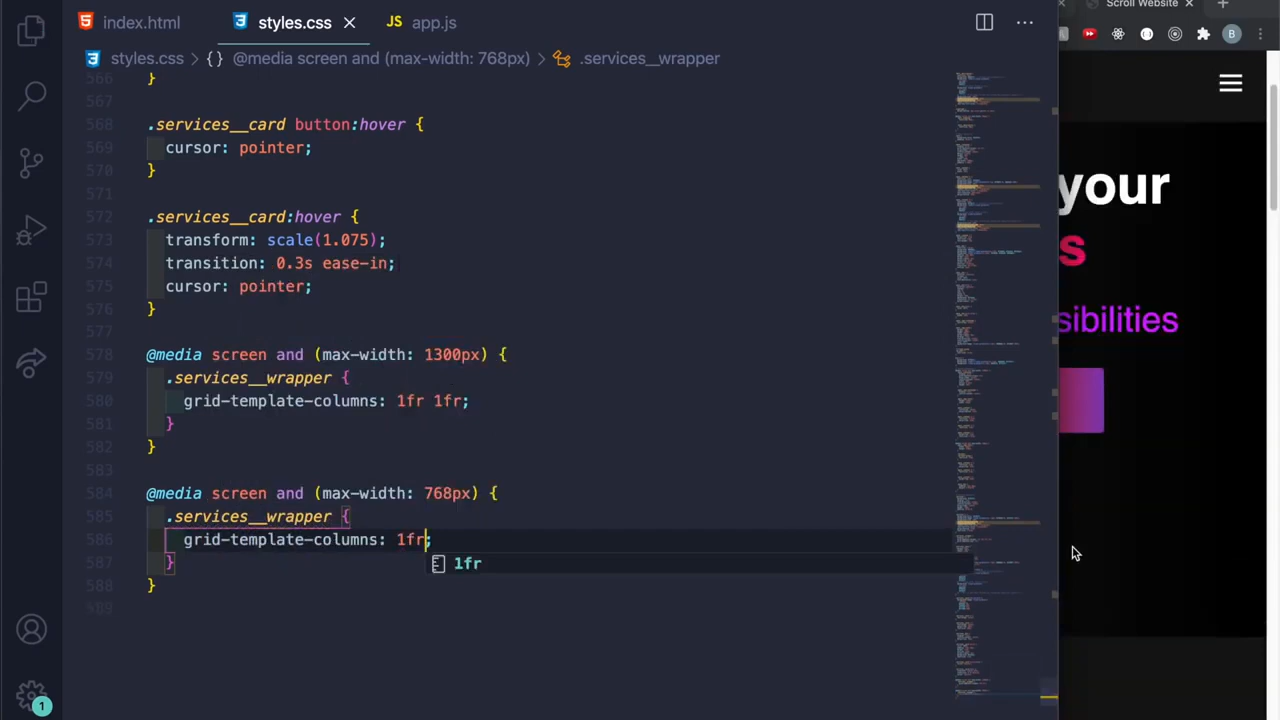 index.html
styles.css
JS app.js
Scroll Website
styles.css > {} @media screen and (max-width: 768px) > .services__wrapper
B
566 }
567
568 .services__card button:hover {
569 cursor: pointer;
570 }
571
572 .services__card:hover {
573 transform: scale(1.075);
574 transition: 0.3s ease-in;
575 cursor: pointer;
576 }
577
578 @media screen and (max-width: 1300px) {
579 .services__wrapper {
580 grid-template-columns: 1fr 1fr;
581 }
582 }
583
584 @media screen and (max-width: 768px) {
585 .services__wrapper {
586 grid-template-columns: 1fr;
587 }
1fr
588 }
589
your
s
sibilities
1